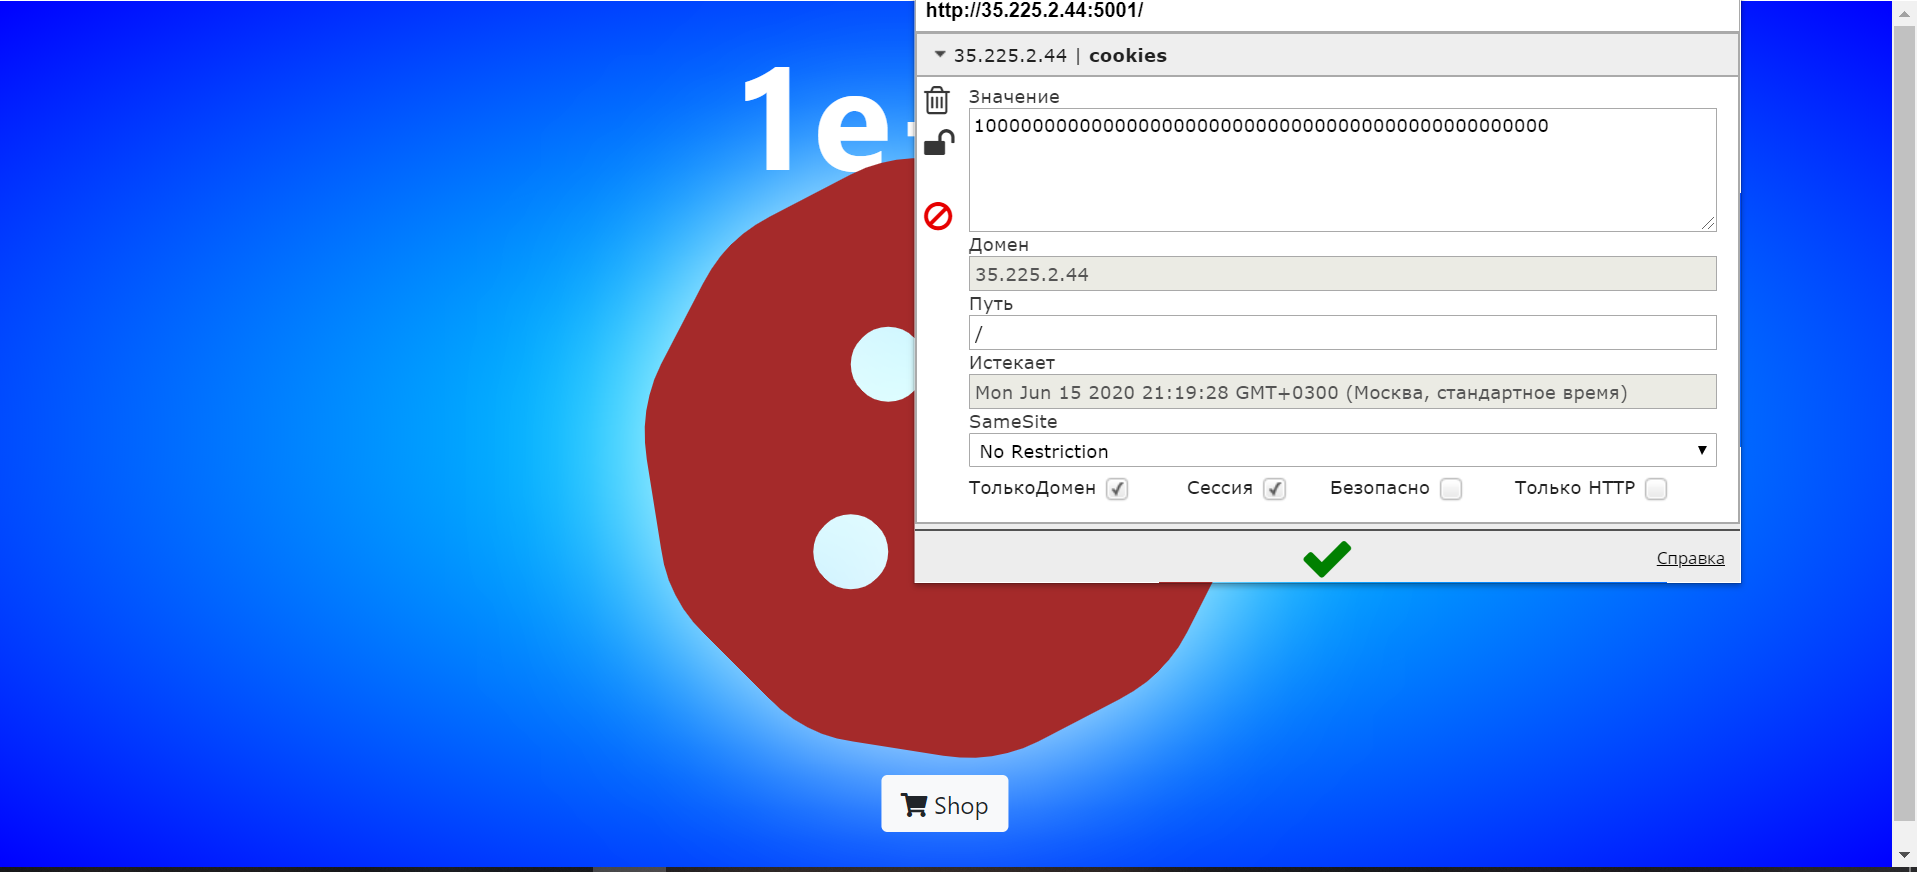 http://35.225.2.44:5001/
35.225.2.44 | cookies
1e
Значение
100000000000000000000000000000000000000000000000
Домен
35.225.2.44
Путь
/
Истекает
Mon Jun 15 2020 21:19:28 GMT+0300 (Москва, стандартное время)
SameSite
No Restriction
ТолькоДомен Сессия Безопасно Только HTTP
Справка
Shop